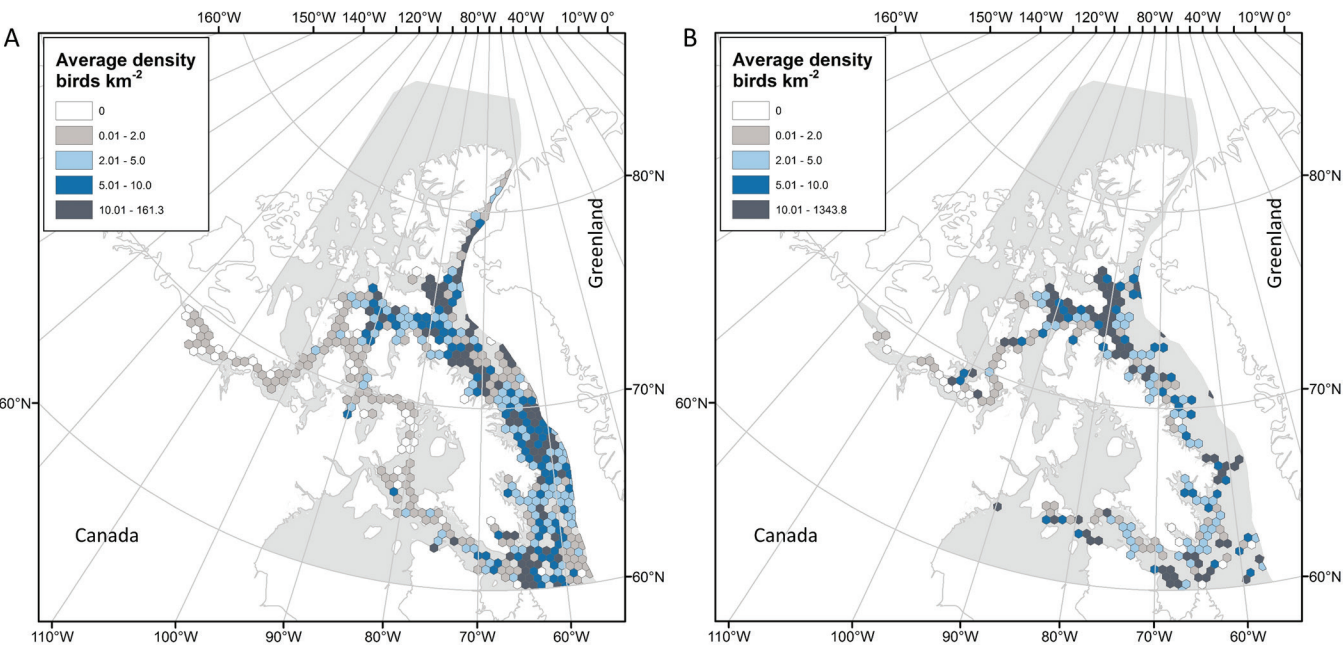 A
160°W 150°W 140°W 120°W 80°W 40°W 10°W 0°
Average density
birds km-2
0
0.01 - 2.0
2.01 - 5.0
5.01 - 10.0
10.01 - 161.3
80°N
Greenland
70°N
60°N
Canada
60°N
110°W 100°W 90°W 80°W 70°W 60°W
B
160°W 150°W 140°W 120°W 80°W 40°W 10°W 0°
Average density
birds km-2
0
0.01 - 2.0
2.01 - 5.0
5.01 - 10.0
10.01 - 1343.8
80°N
Greenland
70°N
60°N
Canada
60°N
110°W 100°W 90°W 80°W 70°W 60°W